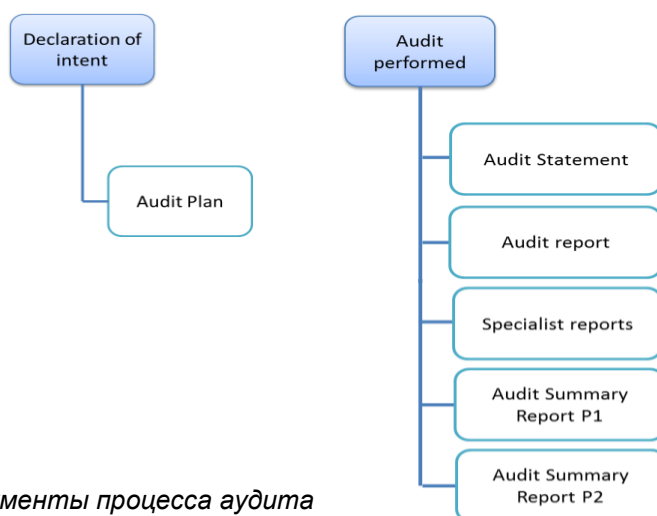 Declaration of
intent
Audit Plan
Audit
performed
Audit Statement
Audit report
Specialist reports
Audit Summary
Report P1
Audit Summary
Report P2
процесса аудита